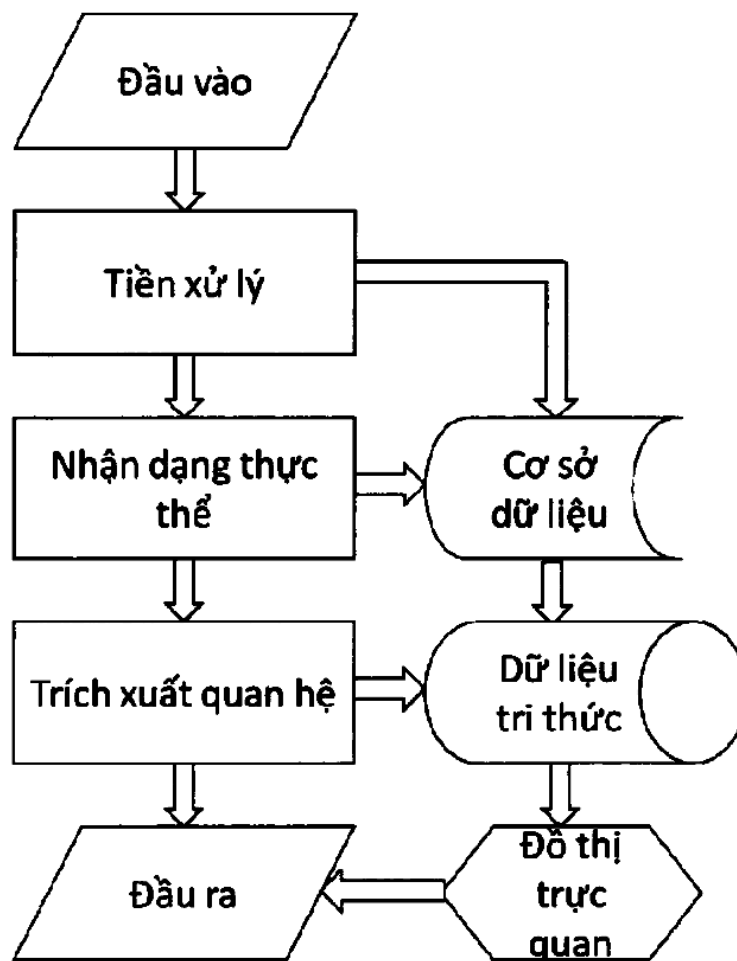 Đầu vào
Tiền xử lý
Nhận dạng thực
thể
Cơ sở
dữ liệu
Trích xuất quan hệ
Dữ liệu
tri thức
Đầu ra
Đồ thị
trực
quan